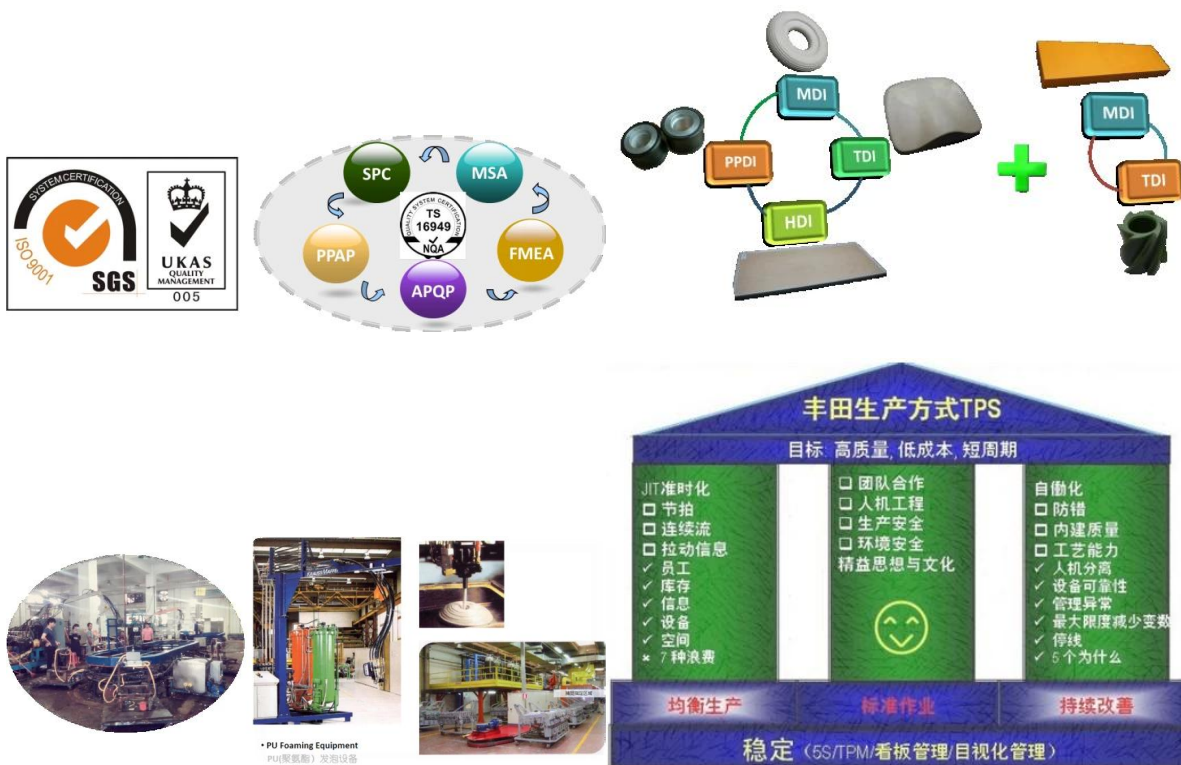 SYSTEM CERTIFICATION
ISO 9001
SGS
UKAS
QUALITY
MANAGEMENT
005
SPC
MSA
PPAP
FMEA
APQP
QUALITY SYSTEM CERTIFICATION
TS
16949
NQA
MDI
PPDI
TDI
HDI
MDI
TDI
• PU Foaming Equipment
PU(聚氨酯）发泡设备
丰田生产方式TPS
目标: 高质量, 低成本, 短周期
JIT准时化
□ 节拍
□ 连续流
□ 拉动信息
✓ 员工
✓ 库存
✓ 信息
✓ 设备
✓ 空间
× 7 种浪费
□ 团队合作
□ 人机工程
□ 生产安全
□ 环境安全
精益思想与文化
自働化
□ 防错
□ 内建质量
□ 工艺能力
✓ 人机分离
✓ 设备可靠性
✓ 管理异常
✓ 最大限度减少变数
✓ 停线
✓ 5 个为什么
均衡生产
标准作业
持续改善
稳定（5S/TPM/看板管理/目视化管理）